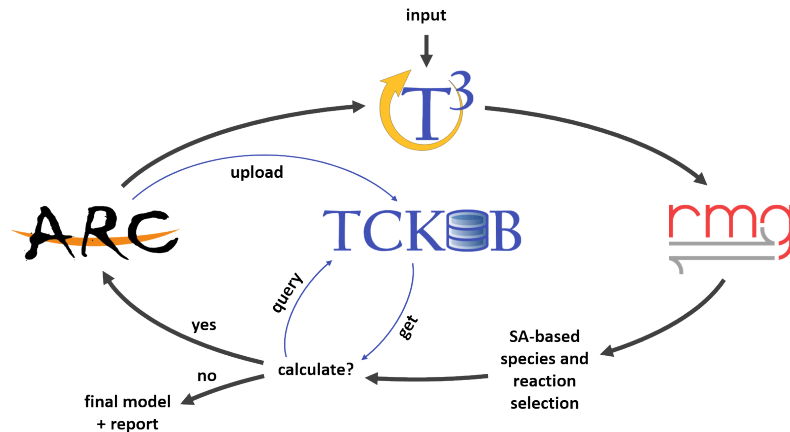 input
T3
upload
ARC
TCKDB
rmg
query
get
yes
SA-based
species and
reaction
selection
calculate?
no
final model
+ report